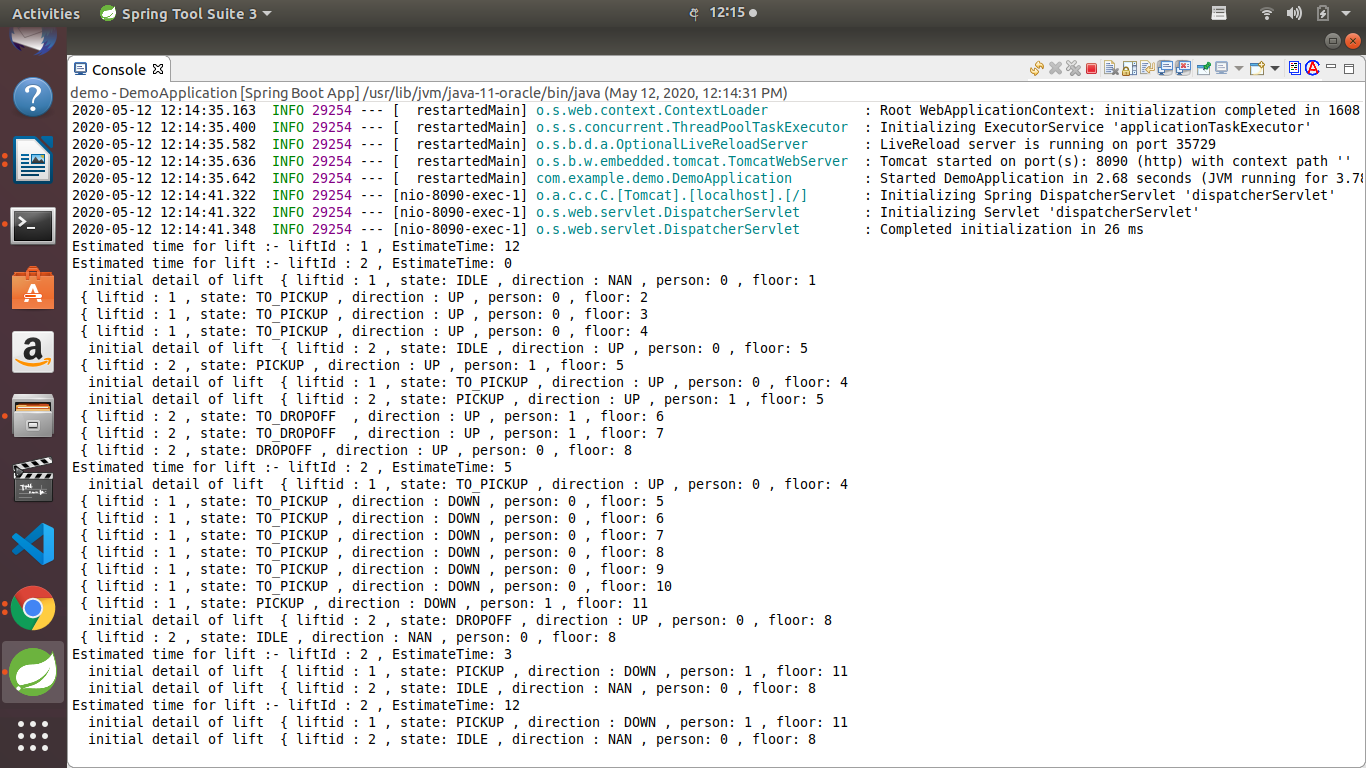 Activities Spring Tool Suite 3 12:15
Console
demo - DemoApplication [Spring Boot App] /usr/lib/jvm/java-11-oracle/bin/java (May 12, 2020, 12:14:31 PM)
2020-05-12 12:14:35.163  INFO 29254 --- [  restartedMain] o.s.web.context.ContextLoader            : Root WebApplicationContext: initialization completed in 1608
2020-05-12 12:14:35.400  INFO 29254 --- [  restartedMain] o.s.s.concurrent.ThreadPoolTaskExecutor  : Initializing ExecutorService 'applicationTaskExecutor'
2020-05-12 12:14:35.582  INFO 29254 --- [  restartedMain] o.s.b.d.a.OptionalLiveReloadServer       : LiveReload server is running on port 35729
2020-05-12 12:14:35.636  INFO 29254 --- [  restartedMain] o.s.b.w.embedded.tomcat.TomcatWebServer  : Tomcat started on port(s): 8090 (http) with context path ''
2020-05-12 12:14:35.642  INFO 29254 --- [  restartedMain] com.example.demo.DemoApplication         : Started DemoApplication in 2.68 seconds (JVM running for 3.78
2020-05-12 12:14:41.322  INFO 29254 --- [nio-8090-exec-1] o.a.c.c.C.[Tomcat].[localhost].[/]       : Initializing Spring DispatcherServlet 'dispatcherServlet'
2020-05-12 12:14:41.322  INFO 29254 --- [nio-8090-exec-1] o.s.web.servlet.DispatcherServlet        : Initializing Servlet 'dispatcherServlet'
2020-05-12 12:14:41.348  INFO 29254 --- [nio-8090-exec-1] o.s.web.servlet.DispatcherServlet        : Completed initialization in 26 ms
Estimated time for lift :- liftId : 1 , EstimateTime: 12
Estimated time for lift :- liftId : 2 , EstimateTime: 0
  initial detail of lift  { liftid : 1 , state: IDLE , direction : NAN , person: 0 , floor: 1
 { liftid : 1 , state: TO_PICKUP , direction : UP , person: 0 , floor: 2
 { liftid : 1 , state: TO_PICKUP , direction : UP , person: 0 , floor: 3
 { liftid : 1 , state: TO_PICKUP , direction : UP , person: 0 , floor: 4
  initial detail of lift  { liftid : 2 , state: IDLE , direction : UP , person: 0 , floor: 5
 { liftid : 2 , state: PICKUP , direction : UP , person: 1 , floor: 5
  initial detail of lift  { liftid : 1 , state: TO_PICKUP , direction : UP , person: 0 , floor: 4
  initial detail of lift  { liftid : 2 , state: PICKUP , direction : UP , person: 1 , floor: 5
 { liftid : 2 , state: TO_DROPOFF  , direction : UP , person: 1 , floor: 6
 { liftid : 2 , state: TO_DROPOFF  , direction : UP , person: 1 , floor: 7
 { liftid : 2 , state: DROPOFF , direction : UP , person: 0 , floor: 8
Estimated time for lift :- liftId : 2 , EstimateTime: 5
  initial detail of lift  { liftid : 1 , state: TO_PICKUP , direction : UP , person: 0 , floor: 4
 { liftid : 1 , state: TO_PICKUP , direction : DOWN , person: 0 , floor: 5
 { liftid : 1 , state: TO_PICKUP , direction : DOWN , person: 0 , floor: 6
 { liftid : 1 , state: TO_PICKUP , direction : DOWN , person: 0 , floor: 7
 { liftid : 1 , state: TO_PICKUP , direction : DOWN , person: 0 , floor: 8
 { liftid : 1 , state: TO_PICKUP , direction : DOWN , person: 0 , floor: 9
 { liftid : 1 , state: TO_PICKUP , direction : DOWN , person: 0 , floor: 10
 { liftid : 1 , state: PICKUP , direction : DOWN , person: 1 , floor: 11
  initial detail of lift  { liftid : 2 , state: DROPOFF , direction : UP , person: 0 , floor: 8
 { liftid : 2 , state: IDLE , direction : NAN , person: 0 , floor: 8
Estimated time for lift :- liftId : 2 , EstimateTime: 3
  initial detail of lift  { liftid : 1 , state: PICKUP , direction : DOWN , person: 1 , floor: 11
  initial detail of lift  { liftid : 2 , state: IDLE , direction : NAN , person: 0 , floor: 8
Estimated time for lift :- liftId : 2 , EstimateTime: 12
  initial detail of lift  { liftid : 1 , state: PICKUP , direction : DOWN , person: 1 , floor: 11
  initial detail of lift  { liftid : 2 , state: IDLE , direction : NAN , person: 0 , floor: 8